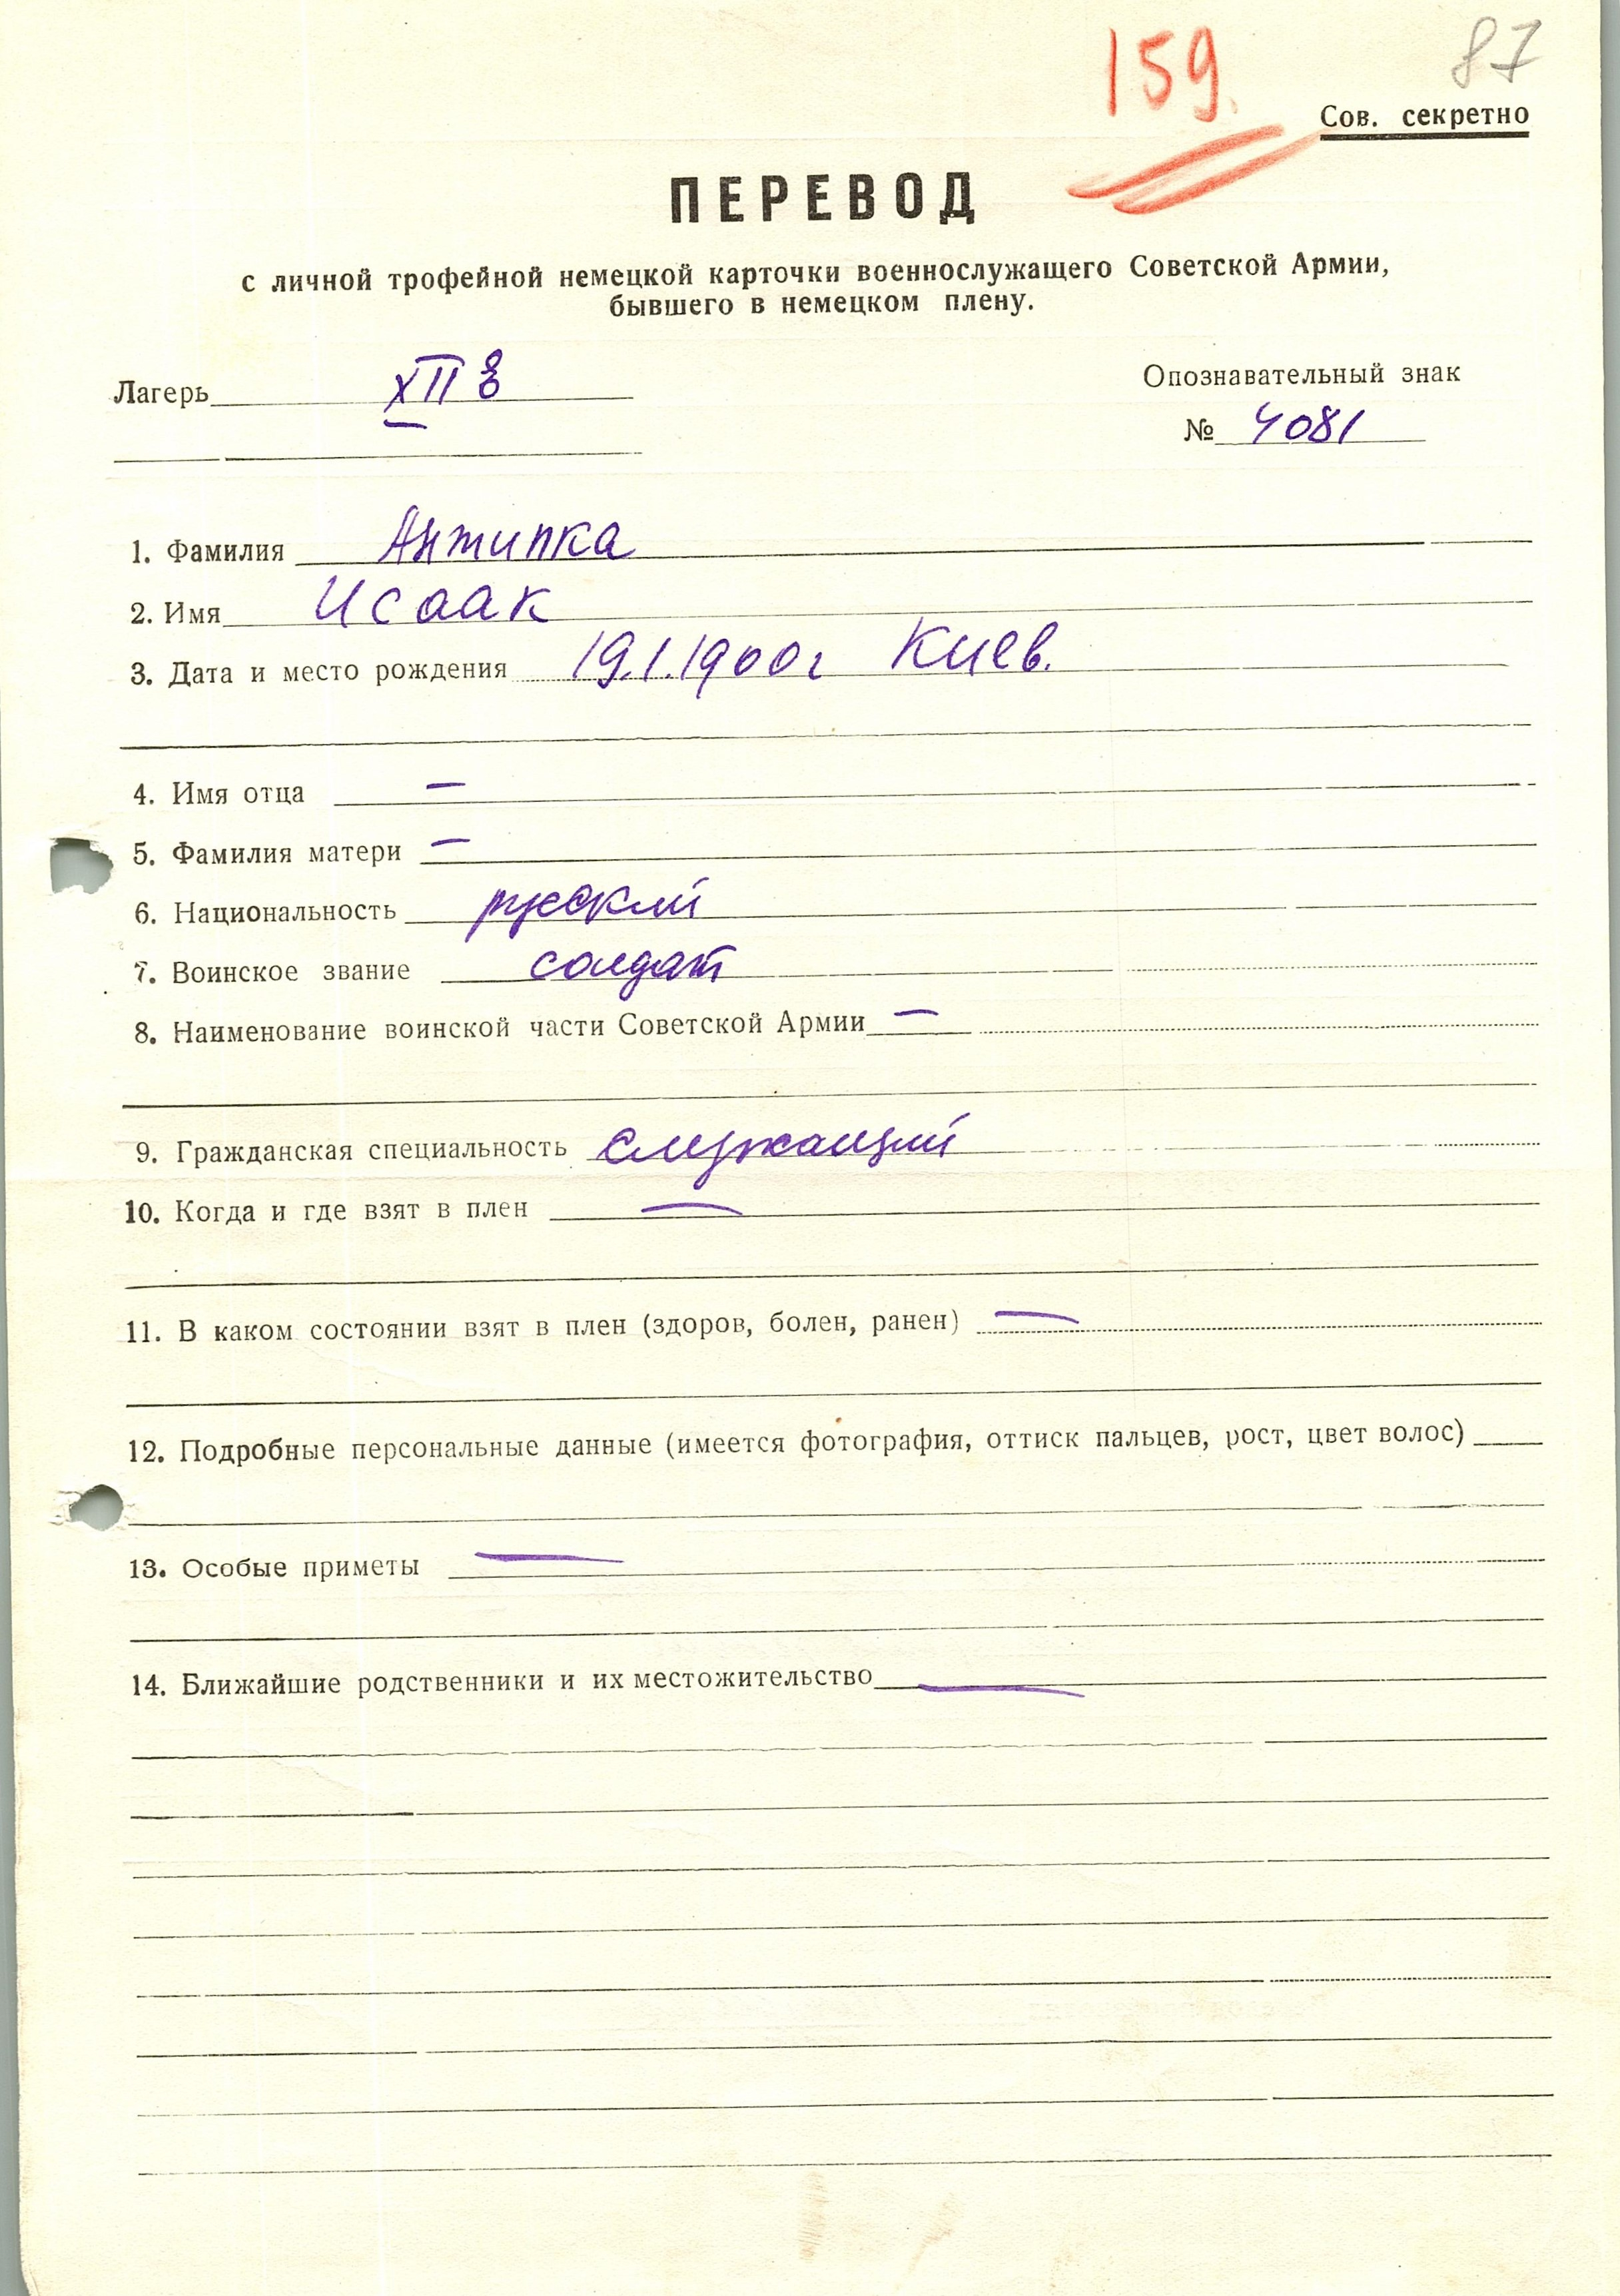 159.
87
Сов. секретно
ПЕРЕВОД
с личной трофейной немецкой карточки военнослужащего Советской Армии,
бывшего в немецком плену.
Лагерь XII
Опознавательный знак
№ 4081
1. Фамилия Антипка
2. Имя Исаак
3. Дата и место рождения 19.1.1900г Киев.
4. Имя отца —
5. Фамилия матери —
6. Национальность русский
7. Воинское звание солдат
8. Наименование воинской части Советской Армии —
9. Гражданская специальность служащий
10. Когда и где взят в плен —
11. В каком состоянии взят в плен (здоров, болен, ранен) —
12. Подробные персональные данные (имеется фотография, оттиск пальцев, рост, цвет волос)
13. Особые приметы —
14. Ближайшие родственники и их местожительство —